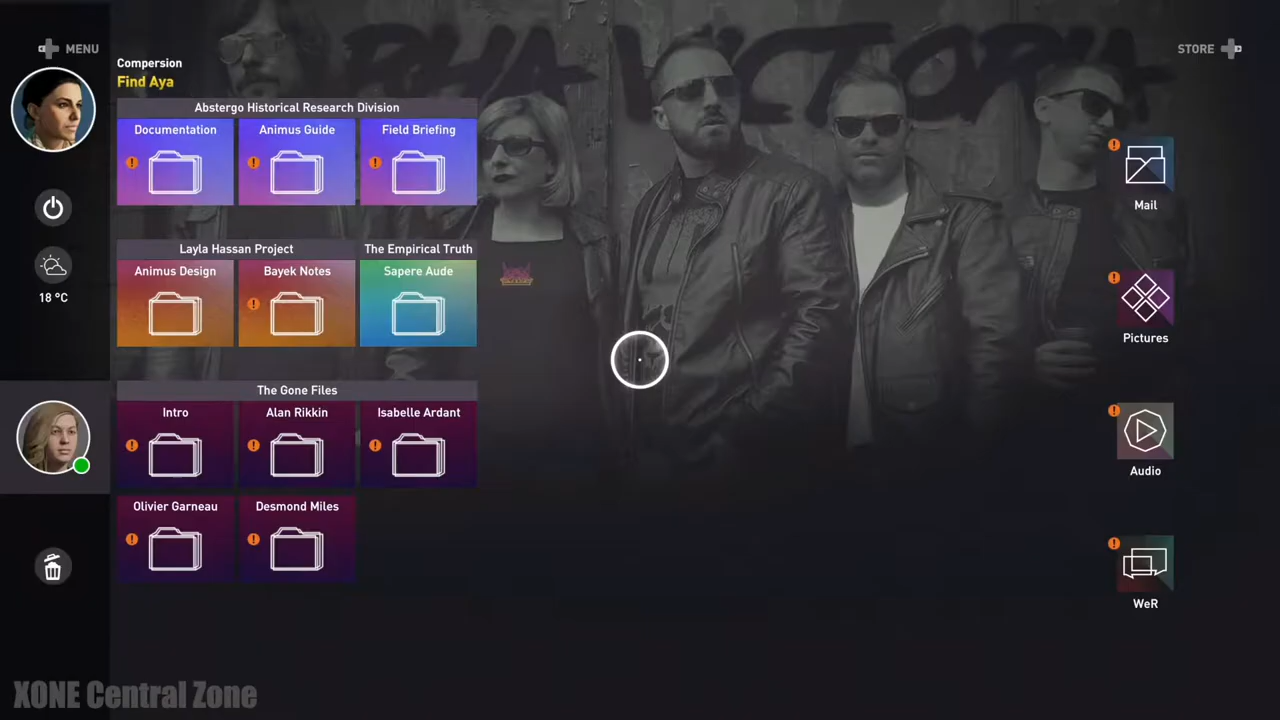 MENU
STORE
Compersion
Find Aya
Abstergo Historical Research Division
Documentation
Animus Guide
Field Briefing
Layla Hassan Project
The Empirical Truth
Animus Design
Bayek Notes
Sapere Aude
The Gone Files
Intro
Alan Rikkin
Isabelle Ardant
Olivier Garneau
Desmond Miles
18 °C
Mail
Pictures
Audio
WeR
XONE Central Zone